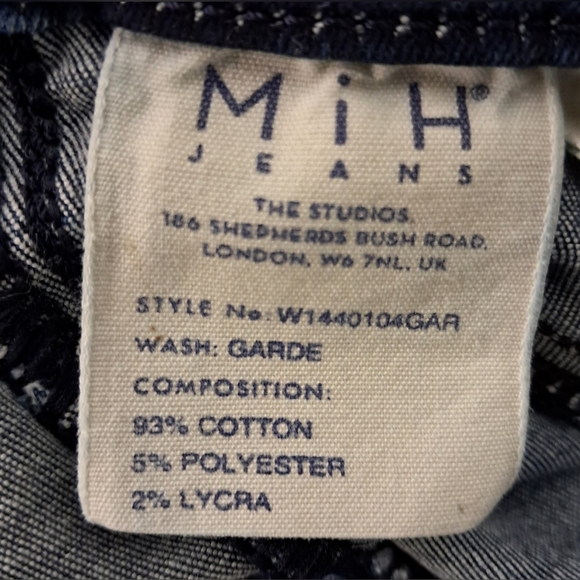 MiH®
JEANS
THE STUDIOS,
186 SHEPHERDS BUSH ROAD,
LONDON, W6 7NL, UK
STYLE No: W1440104GAR
WASH: GARDE
COMPOSITION:
93% COTTON
5% POLYESTER
2% LYCRA